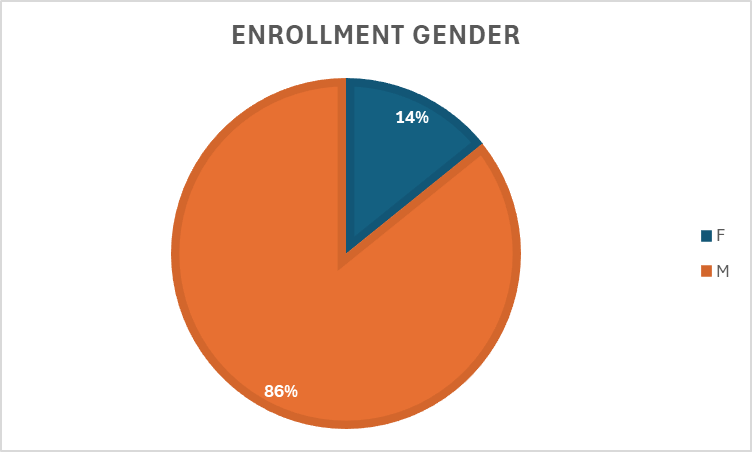 ENROLLMENT GENDER
14%
F
M
86%